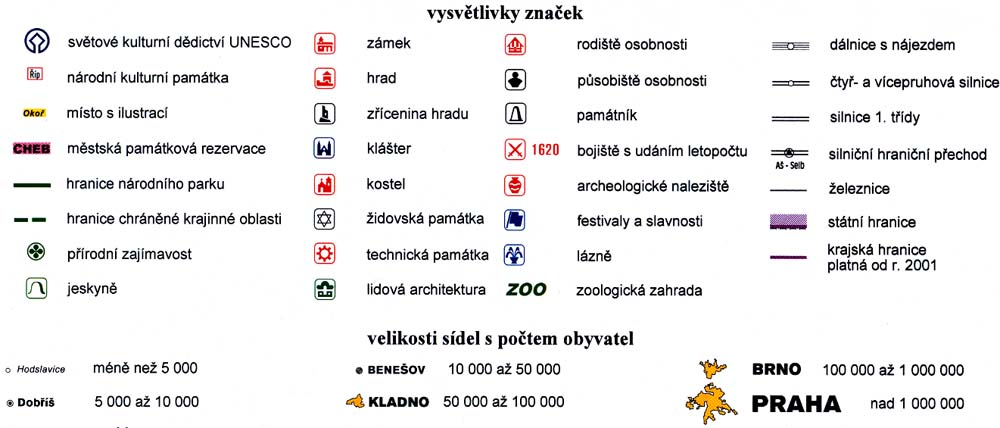 vysvětlivky značek
světové kulturní dědictví UNESCO
zámek
rodiště osobnosti
dálnice s nájezdem
Říp
národní kulturní památka
hrad
působiště osobnosti
čtyř- a vícepruhová silnice
Okoř
místo s ilustrací
zřícenina hradu
památník
silnice 1. třídy
CHEB
městská památková rezervace
klášter
1620
bojiště s udáním letopočtu
silniční hraniční přechod
Aš - Selb
hranice národního parku
kostel
archeologické naleziště
železnice
hranice chráněné krajinné oblasti
židovská památka
festivaly a slavnosti
státní hranice
přírodní zajímavost
technická památka
lázně
krajská hranice
platná od r. 2001
jeskyně
lidová architektura
ZOO
zoologická zahrada
velikosti sídel s počtem obyvatel
Hodslavice
méně než 5 000
BENEŠOV
10 000 až 50 000
BRNO
100 000 až 1 000 000
Dobříš
5 000 až 10 000
KLADNO
50 000 až 100 000
PRAHA
nad 1 000 000